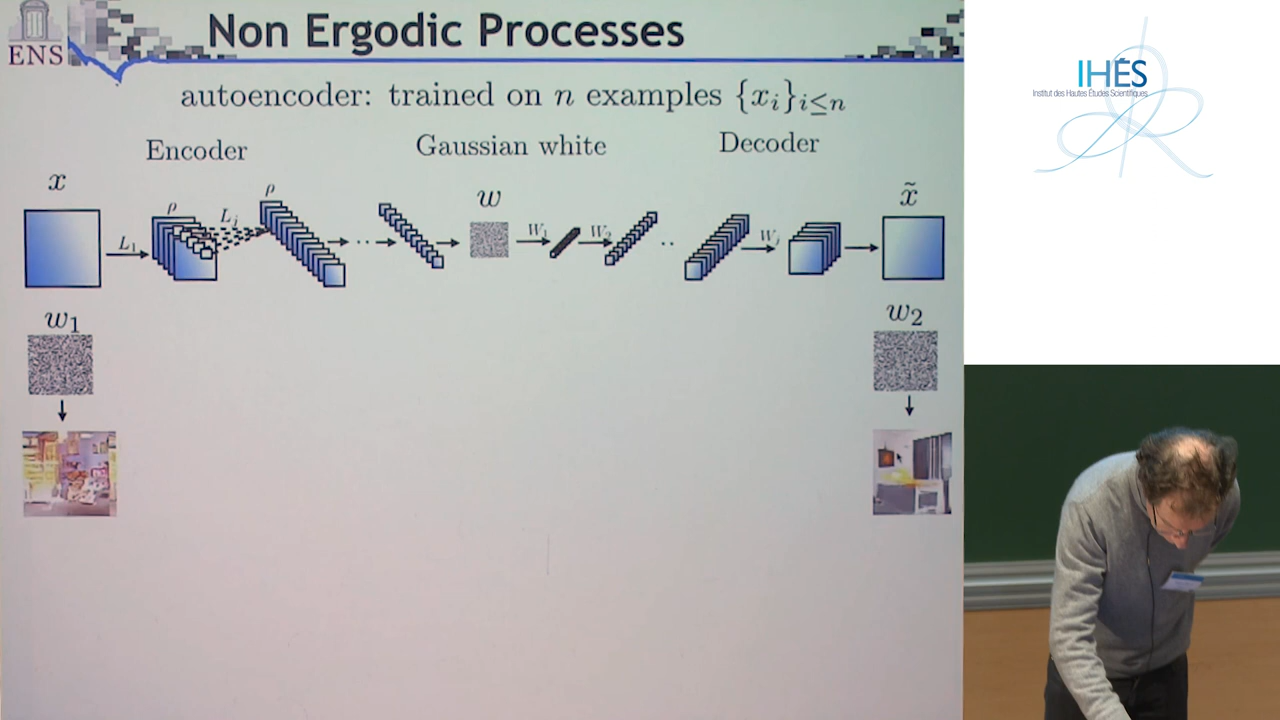 ENS
Non Ergodic Processes
autoencoder: trained on n examples {x_i}_{i≤n}
Encoder
Gaussian white
Decoder
x
ρ
L_j
ρ
w
x̃
L_1
W_1
W_2
W_j
w_1
w_2
IHÉS
Institut des Hautes Études Scientifiques